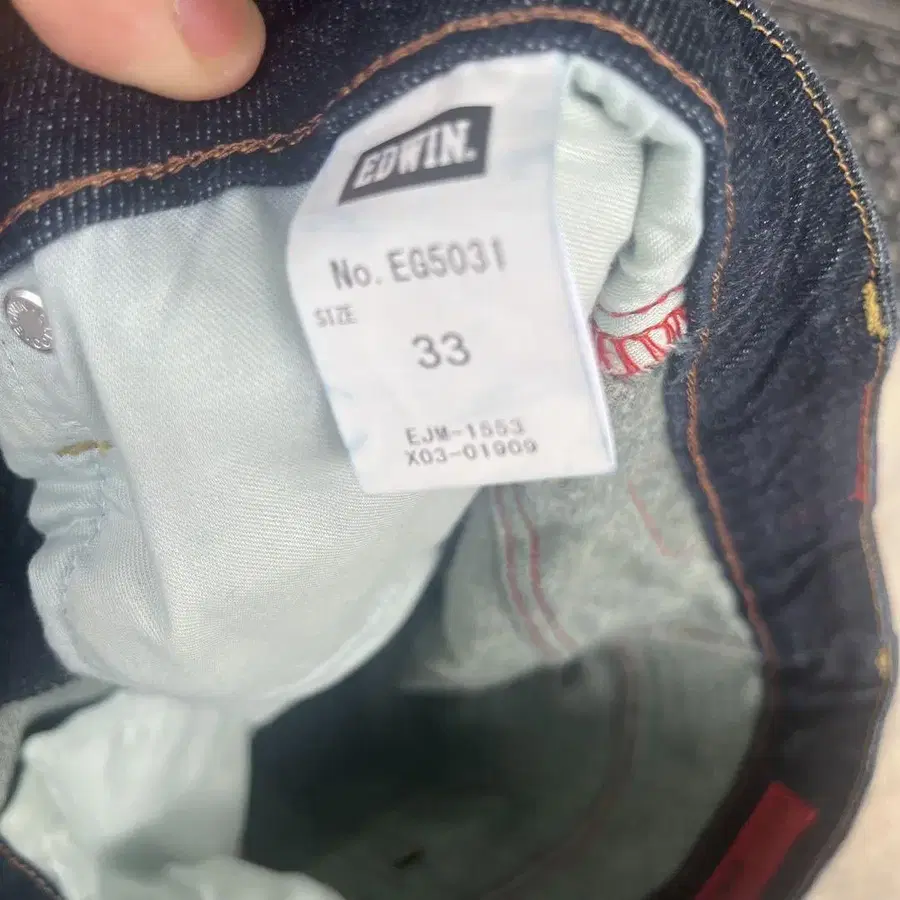 EDWIN.
No. EG5031
SIZE
33
EJM-1553
X03-01909